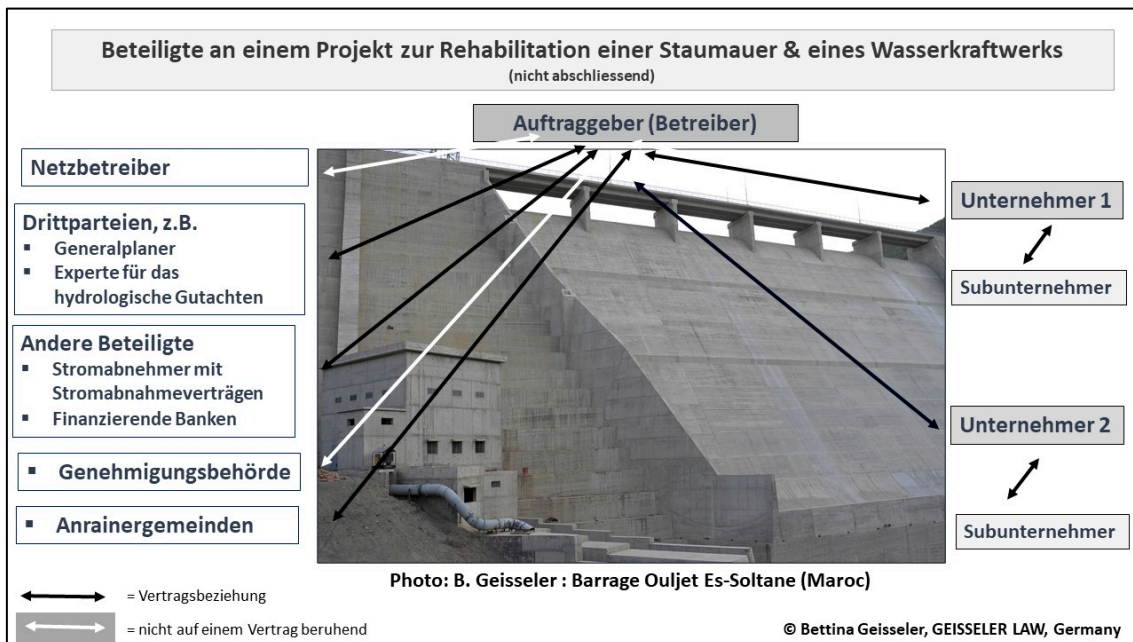 Beteiligte an einem Projekt zur Rehabilitation einer Staumauer & eines Wasserkraftwerks
(nicht abschliessend)
Auftraggeber (Betreiber)
Netzbetreiber
Drittparteien, z.B.
▪ Generalplaner
▪ Experte für das
hydrologische Gutachten
Andere Beteiligte
▪ Stromabnehmer mit
Stromabnahmeverträgen
▪ Finanzierende Banken
▪ Genehmigungsbehörde
▪ Anrainergemeinden
Unternehmer 1
Subunternehmer
Unternehmer 2
Subunternehmer
Photo: B. Geisseler : Barrage Ouljet Es-Soltane (Maroc)
= Vertragsbeziehung
= nicht auf einem Vertrag beruhend
© Bettina Geisseler, GEISSELER LAW, Germany